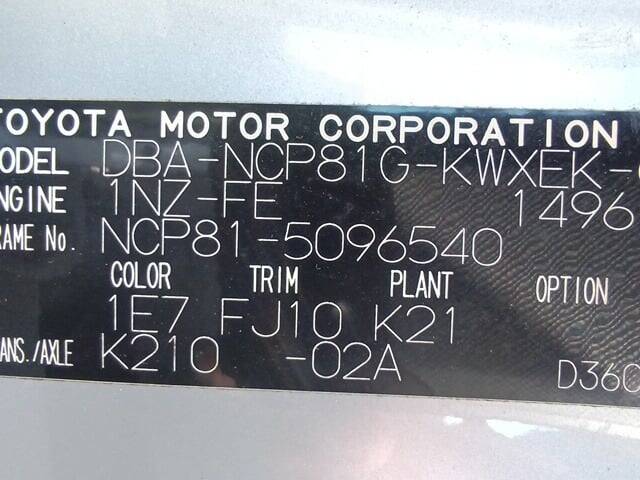 TOYOTA MOTOR CORPORATION
MODEL DBA-NCP81G-KWXEK-
ENGINE 1NZ-FE 1496
FRAME No. NCP81-5096540
COLOR TRIM PLANT OPTION
1E7 FJ10 K21
TRANS./AXLE K210 -02A D360